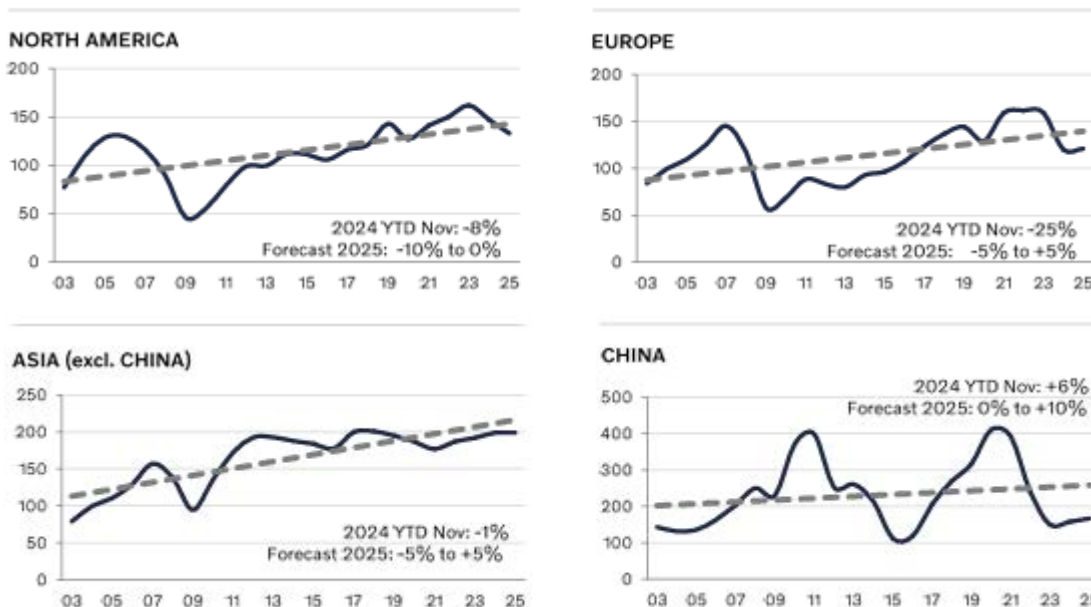 NORTH AMERICA
200
150
100
50
0
2024 YTD Nov: -8%
Forecast 2025: -10% to 0%
03 05 07 09 11 13 15 17 19 21 23 25
EUROPE
200
150
100
50
0
2024 YTD Nov: -25%
Forecast 2025: -5% to +5%
03 05 07 09 11 13 15 17 19 21 23 25
ASIA (excl. CHINA)
250
200
150
100
50
0
2024 YTD Nov: -1%
Forecast 2025: -5% to +5%
03 05 07 09 11 13 15 17 19 21 23 25
CHINA
2024 YTD Nov: +6%
Forecast 2025: 0% to +10%
500
400
300
200
100
0
03 05 07 09 11 13 15 17 19 21 23